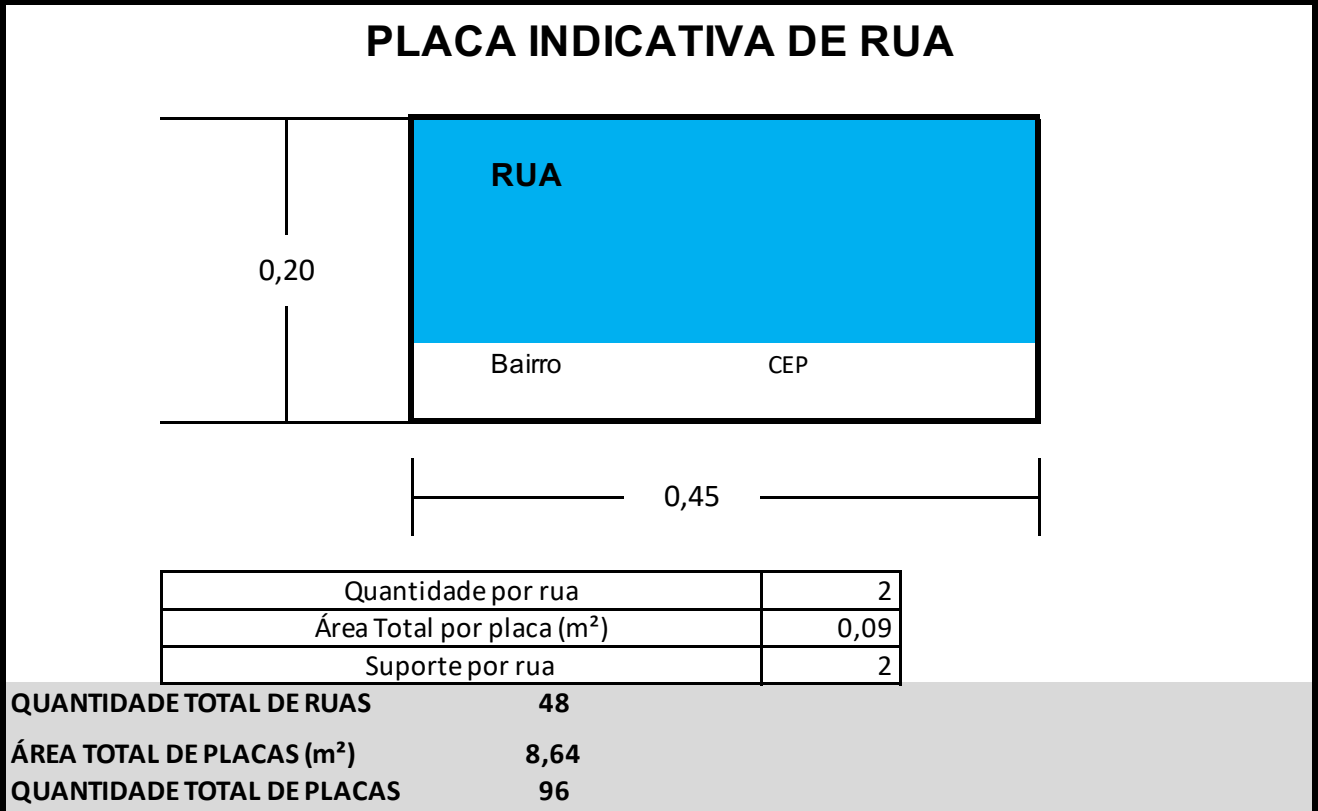 PLACA INDICATIVA DE RUA
RUA
0,20
Bairro CEP
0,45
Quantidade por rua 2
Área Total por placa (m²) 0,09
Suporte por rua 2
QUANTIDADE TOTAL DE RUAS 48
ÁREA TOTAL DE PLACAS (m²) 8,64
QUANTIDADE TOTAL DE PLACAS 96